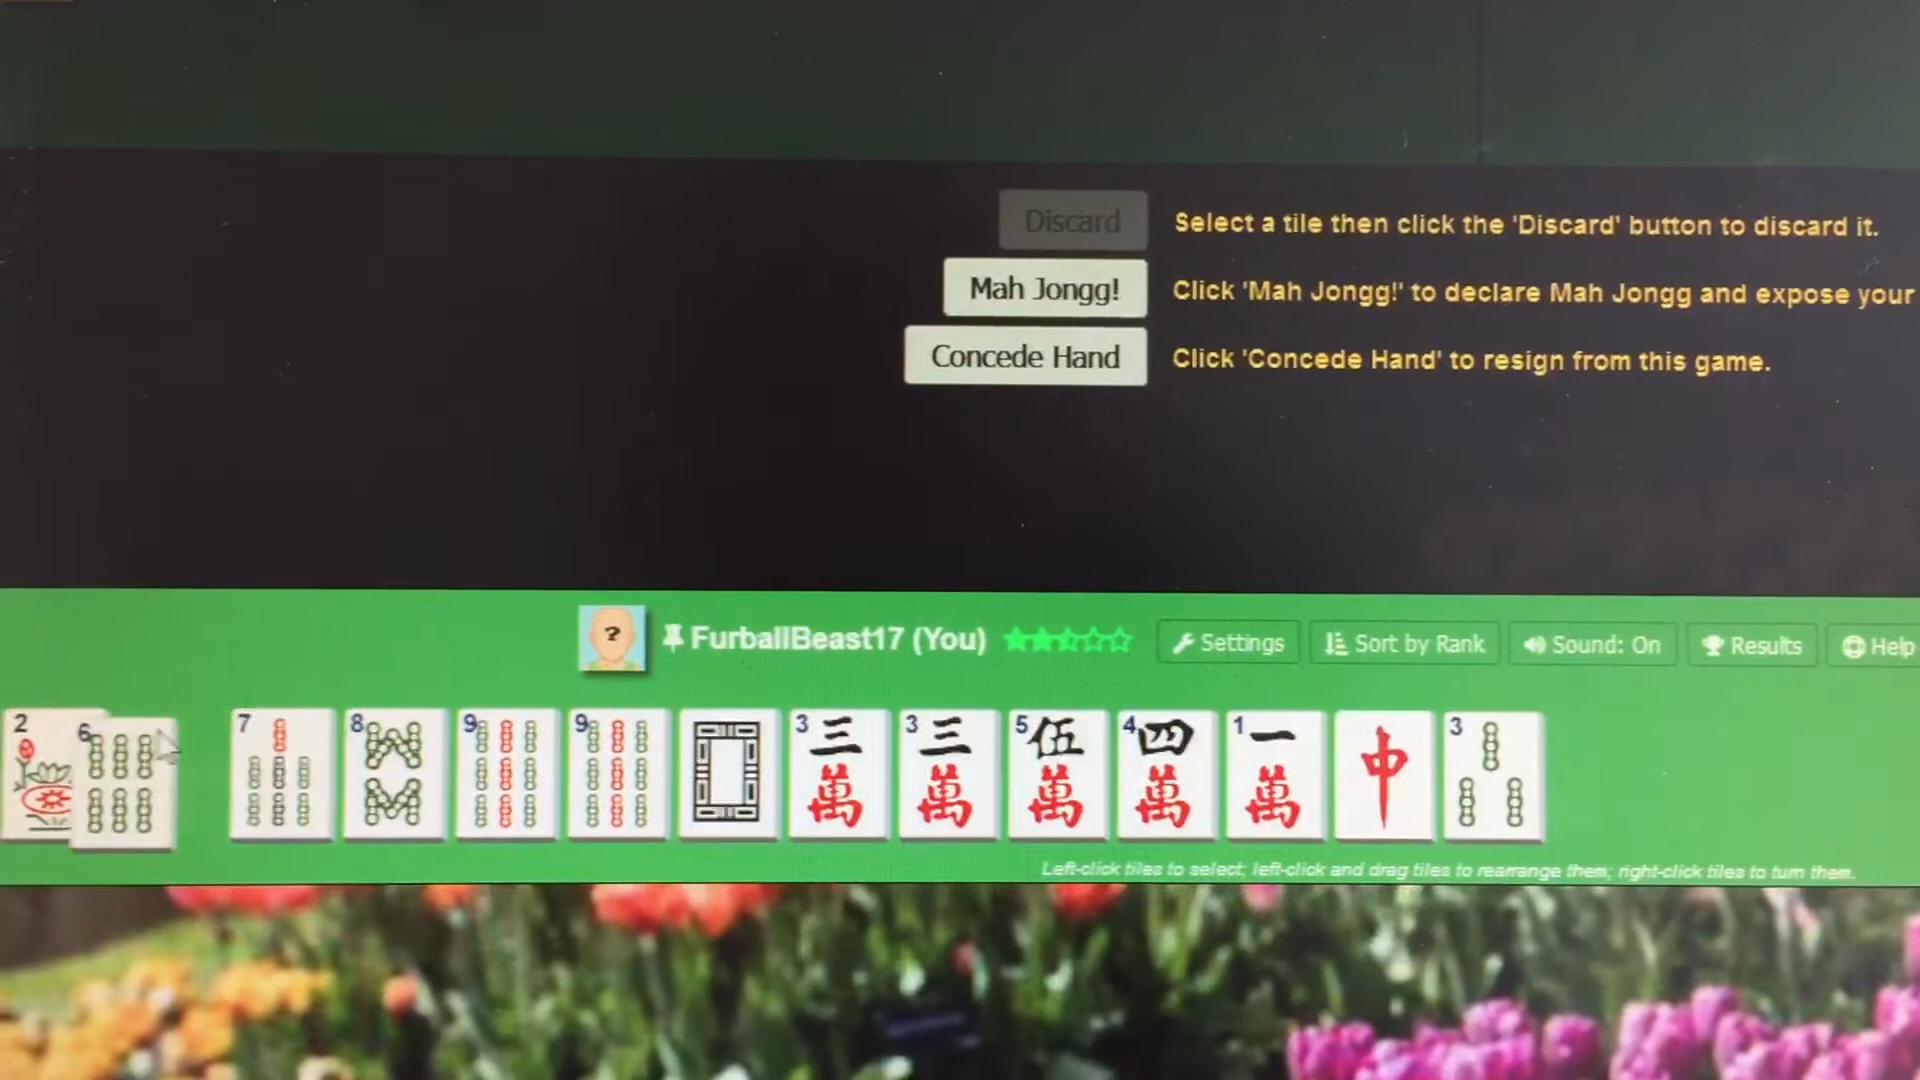 Discard Select a tile then click the 'Discard' button to discard it.
Mah Jongg! Click 'Mah Jongg!' to declare Mah Jongg and expose your
Concede Hand Click 'Concede Hand' to resign from this game.
? FurballBeast17 (You) Settings Sort by Rank Sound: On Results Help
2 6 7 8 9 9 3 三萬 3 三萬 5 伍萬 4 四萬 1 一萬 中 3
Left-click tiles to select; left-click and drag tiles to rearrange them; right-click tiles to turn them.